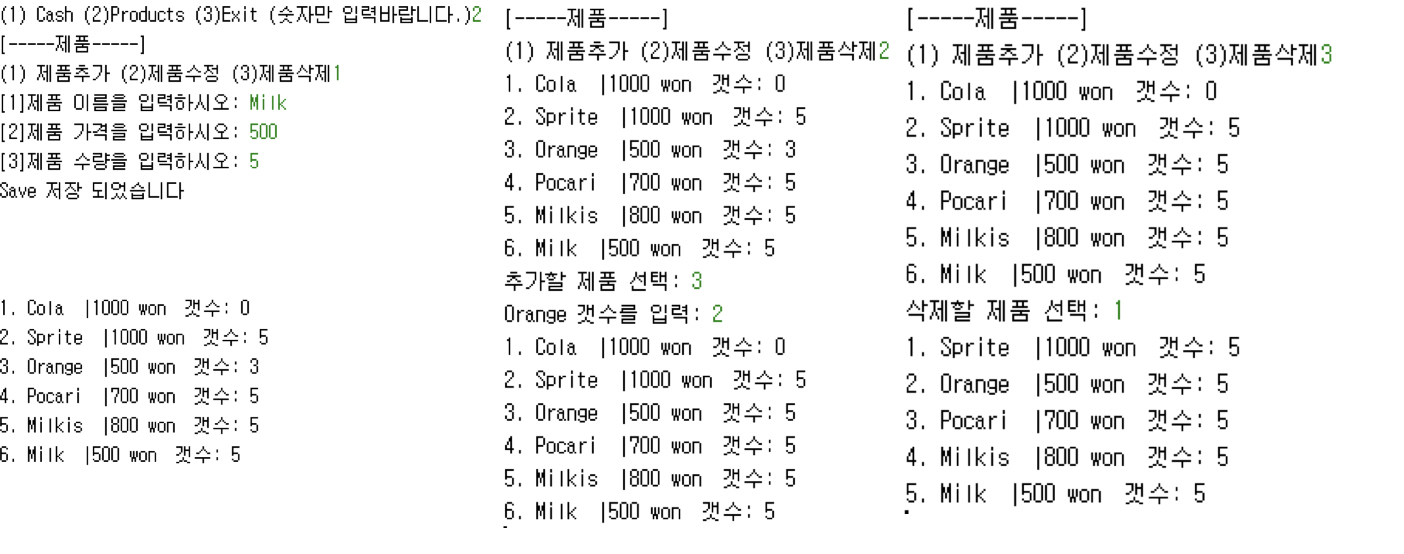 (1) Cash (2)Products (3)Exit (숫자만 입력바랍니다.)2
[-----제품-----]
(1) 제품추가 (2)제품수정 (3)제품삭제1
[1]제품 이름을 입력하시오: Milk
[2]제품 가격을 입력하시오: 500
[3]제품 수량을 입력하시오: 5
Save 저장 되었습니다
1. Cola |1000 won 갯수: 0
2. Sprite |1000 won 갯수: 5
3. Orange |500 won 갯수: 3
4. Pocari |700 won 갯수: 5
5. Milkis |800 won 갯수: 5
6. Milk |500 won 갯수: 5
[-----제품-----]
(1) 제품추가 (2)제품수정 (3)제품삭제2
1. Cola |1000 won 갯수: 0
2. Sprite |1000 won 갯수: 5
3. Orange |500 won 갯수: 3
4. Pocari |700 won 갯수: 5
5. Milkis |800 won 갯수: 5
6. Milk |500 won 갯수: 5
추가할 제품 선택: 3
Orange 갯수를 입력: 2
1. Cola |1000 won 갯수: 0
2. Sprite |1000 won 갯수: 5
3. Orange |500 won 갯수: 5
4. Pocari |700 won 갯수: 5
5. Milkis |800 won 갯수: 5
6. Milk |500 won 갯수: 5
[-----제품-----]
(1) 제품추가 (2)제품수정 (3)제품삭제3
1. Cola |1000 won 갯수: 0
2. Sprite |1000 won 갯수: 5
3. Orange |500 won 갯수: 5
4. Pocari |700 won 갯수: 5
5. Milkis |800 won 갯수: 5
6. Milk |500 won 갯수: 5
삭제할 제품 선택: 1
1. Sprite |1000 won 갯수: 5
2. Orange |500 won 갯수: 5
3. Pocari |700 won 갯수: 5
4. Milkis |800 won 갯수: 5
5. Milk |500 won 갯수: 5